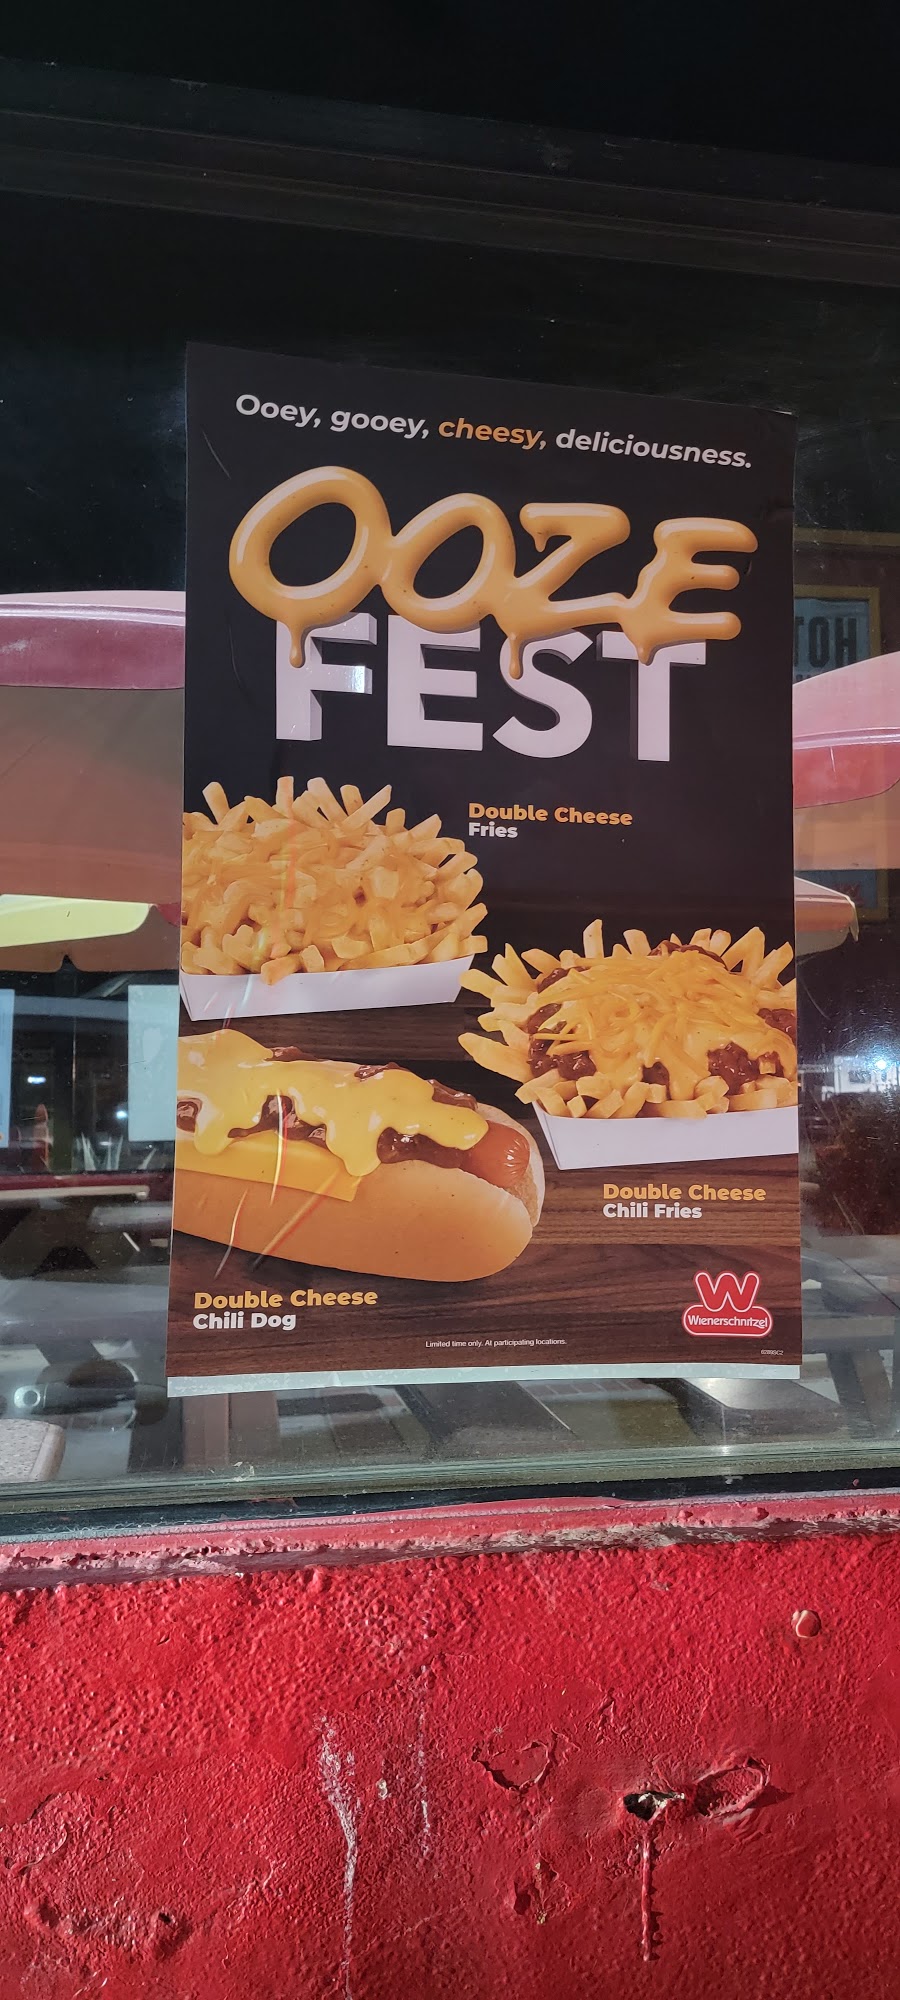 Ooey, gooey, cheesy, deliciousness.
OOZE
FEST
Double Cheese
Fries
Double Cheese
Chili Fries
Double Cheese
Chili Dog
W
Wienerschnitzel
Limited time only. At participating locations.